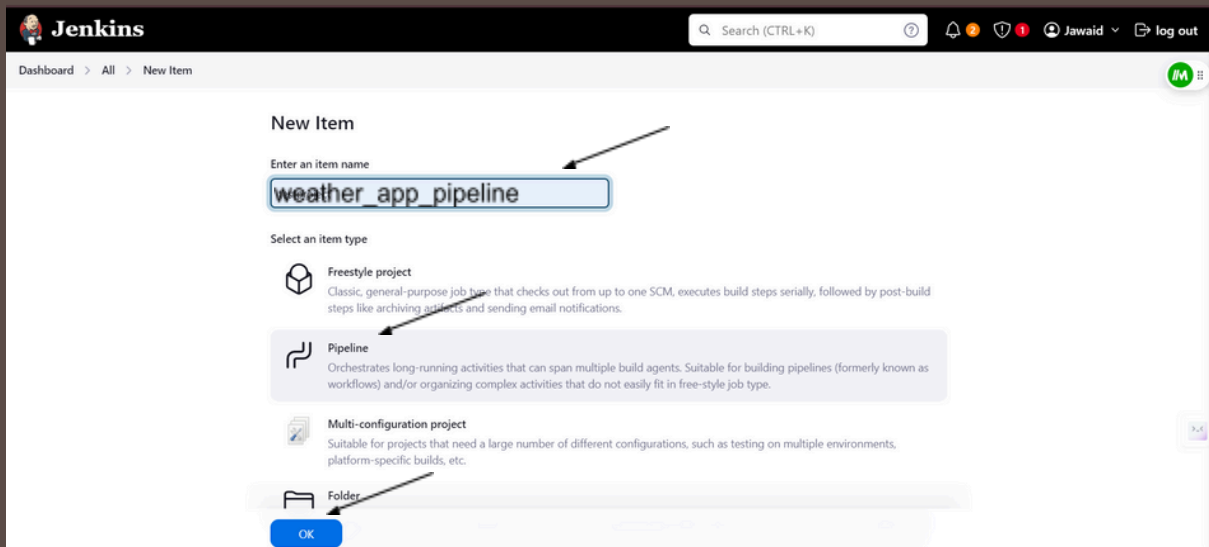 Jenkins
Search (CTRL+K)
?
2
1
Jawaid
log out
Dashboard > All > New Item
New Item
Enter an item name
weather_app_pipeline
Select an item type
Freestyle project
Classic, general-purpose job type that checks out from up to one SCM, executes build steps serially, followed by post-build
steps like archiving artifacts and sending email notifications.
Pipeline
Orchestrates long-running activities that can span multiple build agents. Suitable for building pipelines (formerly known as
workflows) and/or organizing complex activities that do not easily fit in free-style job type.
Multi-configuration project
Suitable for projects that need a large number of different configurations, such as testing on multiple environments,
platform-specific builds, etc.
Folder
OK